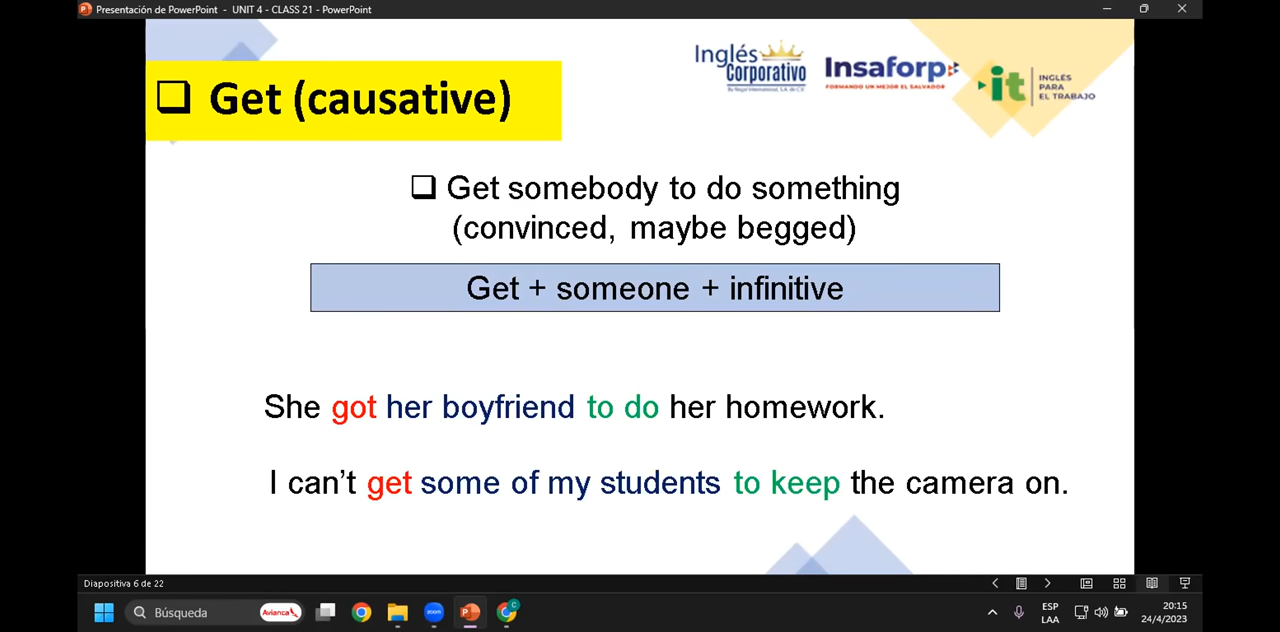 Presentación de PowerPoint - UNIT 4 - CLASS 21 - PowerPoint
Inglés
Corporativo
Insaforp
FORMANDO UN MEJOR EL SALVADOR
it
INGLÉS
PARA
EL TRABAJO
Get (causative)
Get somebody to do something
(convinced, maybe begged)
Get + someone + infinitive
She got her boyfriend to do her homework.
I can’t get some of my students to keep the camera on.
Diapositiva 6 de 22
Búsqueda
Avianca
zoom
ESP
LAA
20:15
24/4/2023